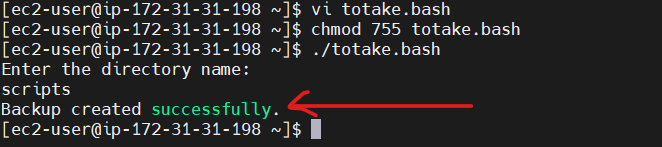 [ec2-user@ip-172-31-31-198 ~]$ vi totake.bash
[ec2-user@ip-172-31-31-198 ~]$ chmod 755 totake.bash
[ec2-user@ip-172-31-31-198 ~]$ ./totake.bash
Enter the directory name:
scripts
Backup created successfully.
[ec2-user@ip-172-31-31-198 ~]$